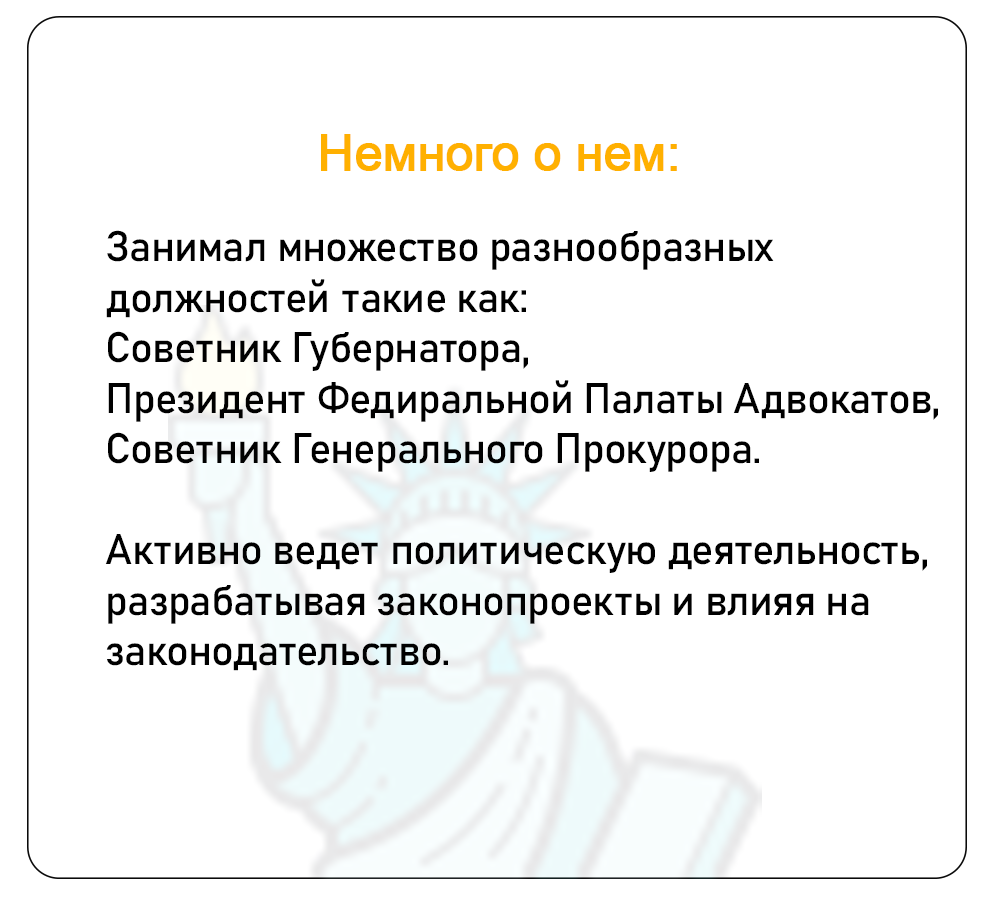 Немного о нем:
Занимал множество разнообразных
должностей такие как:
Советник Губернатора,
Президент Федиральной Палаты Адвокатов,
Советник Генерального Прокурора.
Активно ведет политическую деятельность,
разрабатывая законопроекты и влияя на
законодательство.